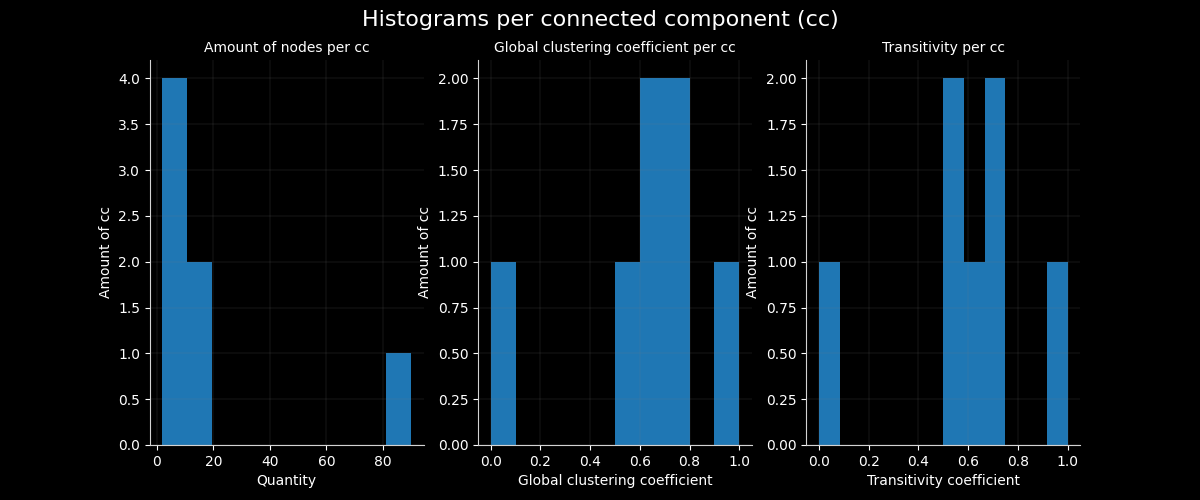 Histograms per connected component (cc)
Amount of nodes per cc
4.0
3.5
3.0
2.5
2.0
1.5
1.0
0.5
0.0
Amount of cc
0 20 40 60 80
Quantity
Global clustering coefficient per cc
2.00
1.75
1.50
1.25
1.00
0.75
0.50
0.25
0.00
Amount of cc
0.0 0.2 0.4 0.6 0.8 1.0
Global clustering coefficient
Transitivity per cc
2.00
1.75
1.50
1.25
1.00
0.75
0.50
0.25
0.00
Amount of cc
0.0 0.2 0.4 0.6 0.8 1.0
Transitivity coefficient